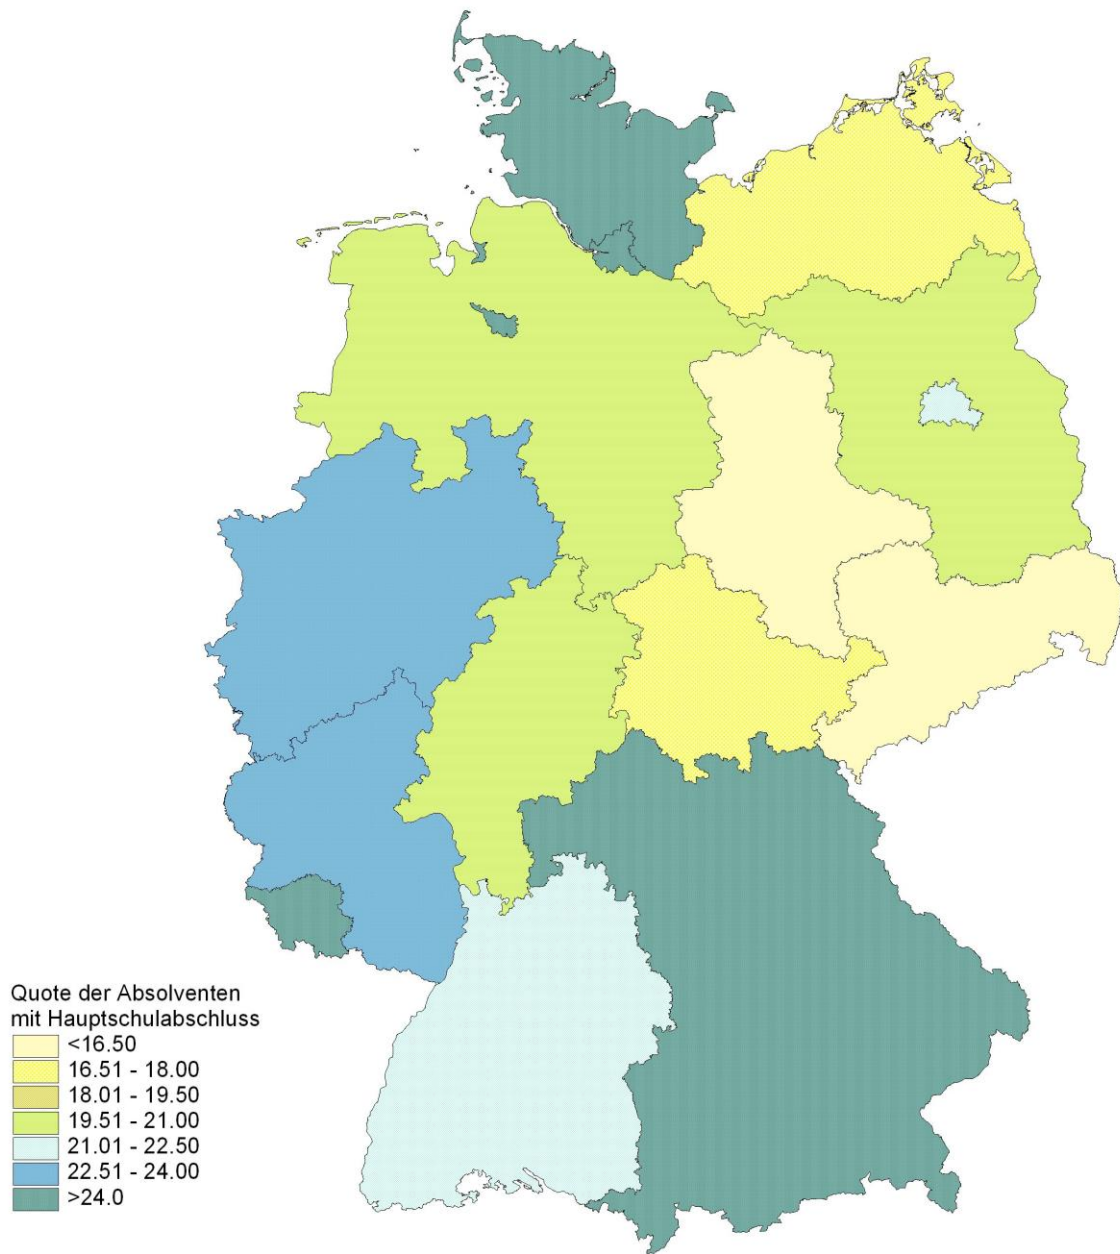 Quote der Absolventen
mit Hauptschulabschluss
<16.50
16.51 - 18.00
18.01 - 19.50
19.51 - 21.00
21.01 - 22.50
22.51 - 24.00
>24.0